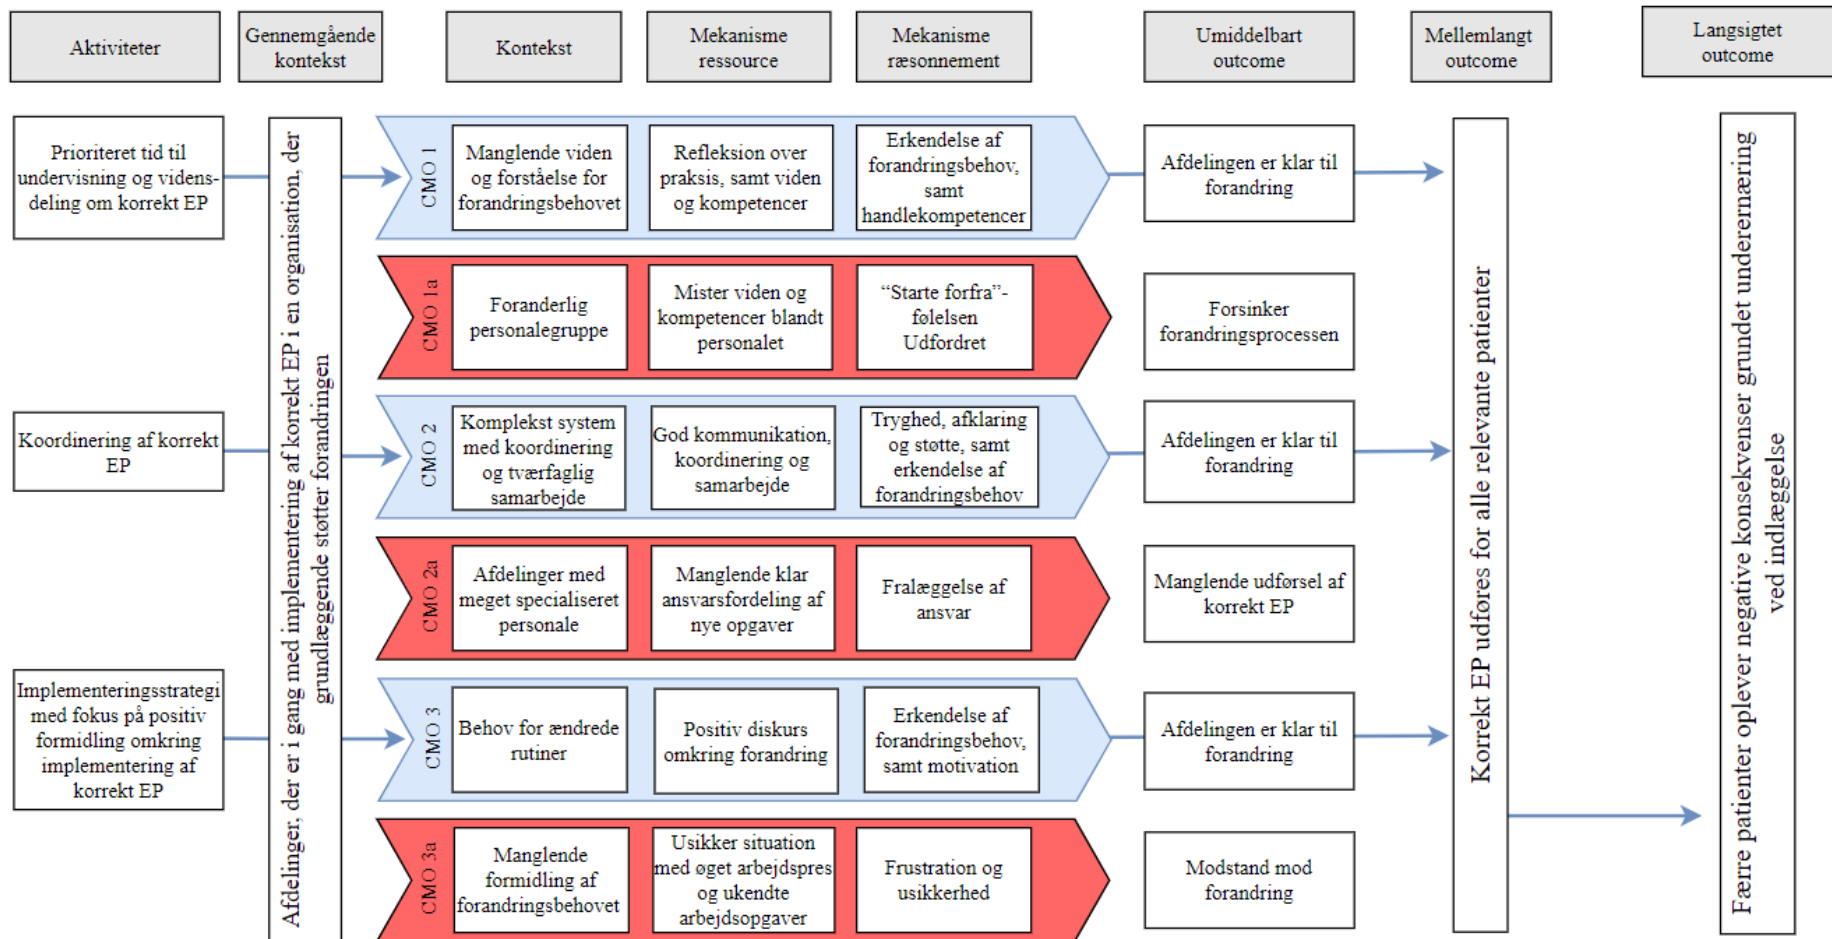 Aktiviteter
Gennemgående
kontekst
Kontekst
Mekanisme
ressource
Mekanisme
ræsonnement
Umiddelbart
outcome
Mellemlangt
outcome
Langsigtet
outcome
Prioriteret tid til
undervisning og videns-
deling om korrekt EP
Koordinering af korrekt
EP
Implementeringsstrategi
med fokus på positiv
formidling omkring
implementering af
korrekt EP
Afdelinger, der er i gang med implementering af korrekt EP i en organisation, der
grundlæggende støtter forandringen
CMO 1
Manglende viden
og forståelse for
forandringsbehovet
Refleksion over
praksis, samt viden
og kompetencer
Erkendelse af
forandringsbehov,
samt
handlekompetencer
Afdelingen er klar til
forandring
CMO 1a
Foranderlig
personalegruppe
Mister viden og
kompetencer blandt
personalet
“Starte forfra”-
følelsen
Udfordret
Forsinker
forandringsprocessen
CMO 2
Komplekst system
med koordinering
og tværfaglig
samarbejde
God kommunikation,
koordinering og
samarbejde
Tryghed, afklaring
og støtte, samt
erkendelse af
forandringsbehov
Afdelingen er klar til
forandring
CMO 2a
Afdelinger med
meget specialiseret
personale
Manglende klar
ansvarsfordeling af
nye opgaver
Fralæggelse af
ansvar
Manglende udførsel af
korrekt EP
CMO 3
Behov for ændrede
rutiner
Positiv diskurs
omkring forandring
Erkendelse af
forandringsbehov,
samt motivation
Afdelingen er klar til
forandring
CMO 3a
Manglende
formidling af
forandringsbehovet
Usikker situation
med øget arbejdspres
og ukendte
arbejdsopgaver
Frustration og
usikkerhed
Modstand mod
forandring
Korrekt EP udføres for alle relevante patienter
Færre patienter oplever negative konsekvenser grundet underernæring
ved indlæggelse